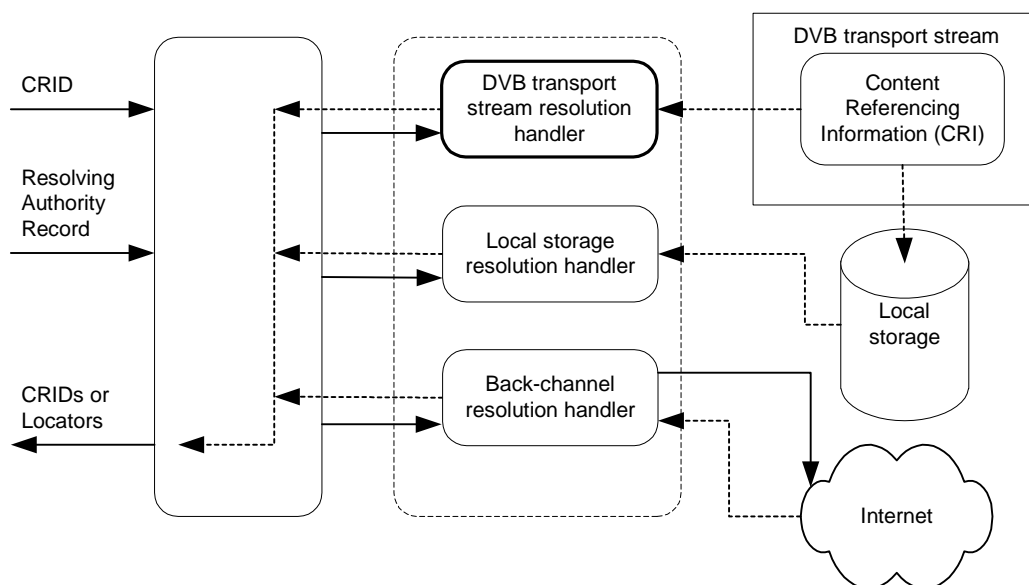 CRID
Resolving
Authority
Record
CRIDs or
Locators
DVB transport
stream resolution
handler
Local storage
resolution handler
Back-channel
resolution handler
DVB transport stream
Content
Referencing
Information (CRI)
Local
storage
Internet